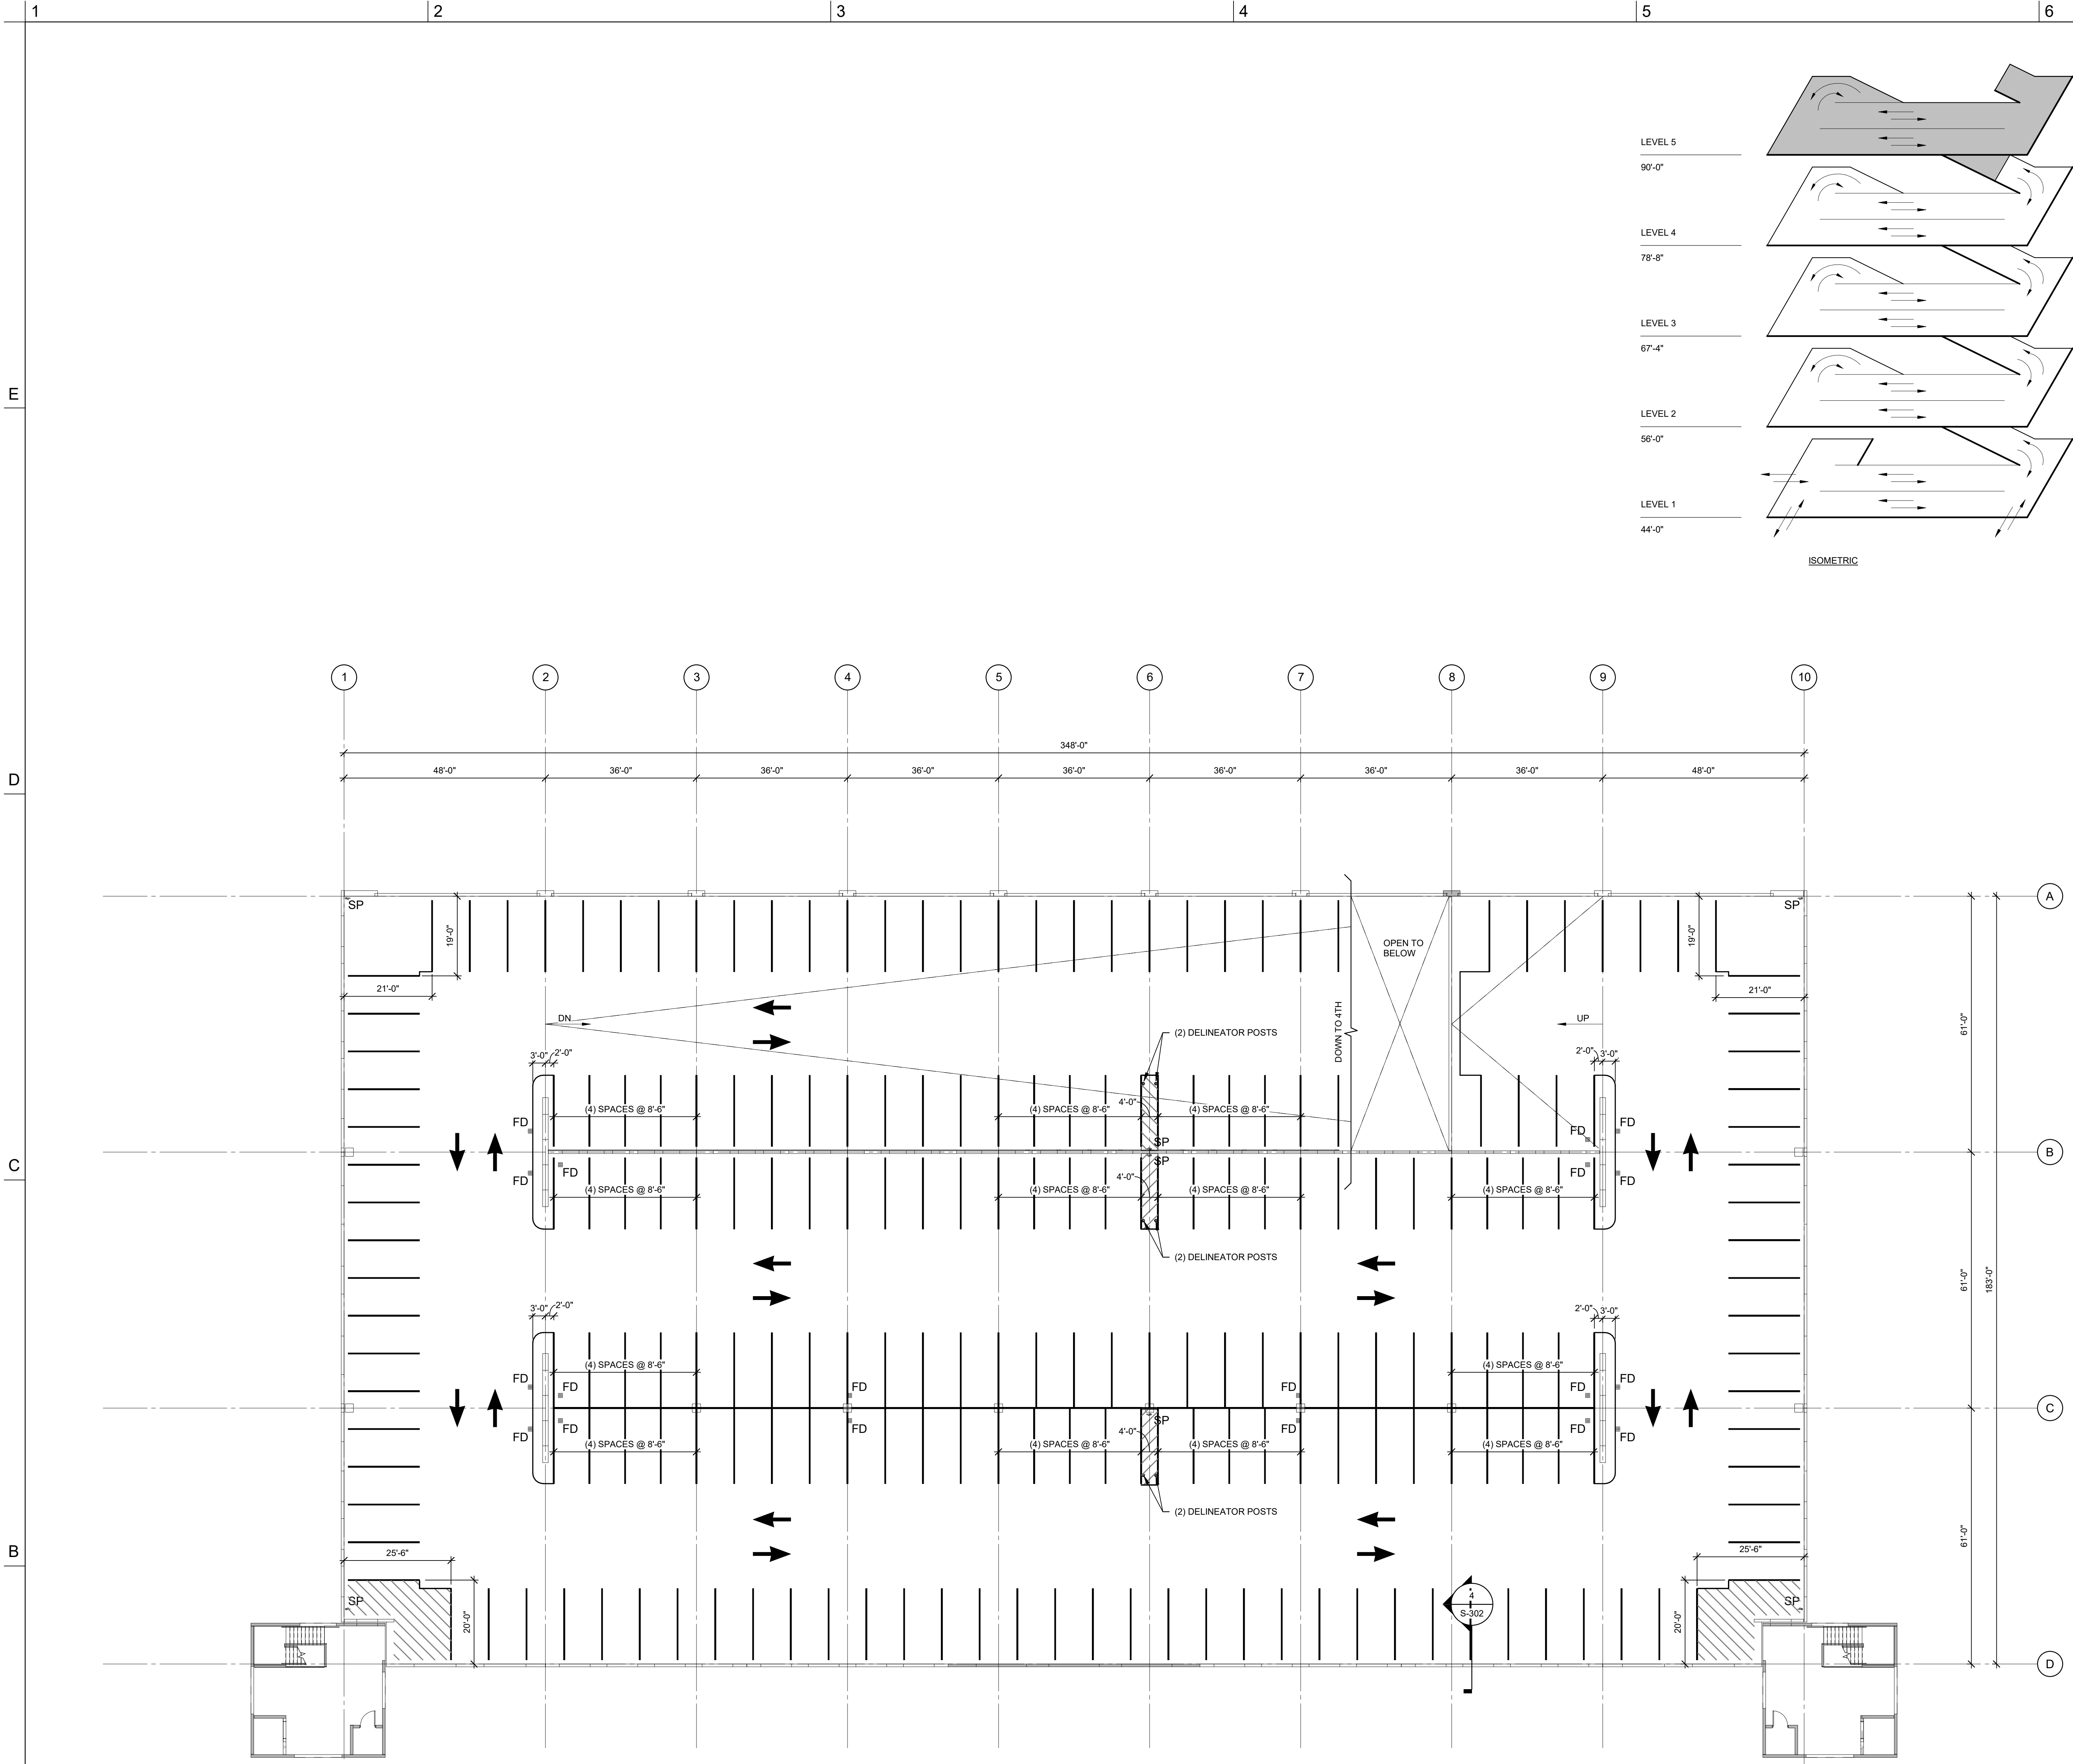 1
2
3
4
5
6
LEVEL 5
90'-0"
LEVEL 4
78'-8"
LEVEL 3
67'-4"
E
LEVEL 2
56'-0"
LEVEL 1
44'-0"
ISOMETRIC
1
2
3
4
5
6
7
8
9
10
348'-0"
D
48'-0"
36'-0"
36'-0"
36'-0"
36'-0"
36'-0"
36'-0"
36'-0"
48'-0"
A
SP
SP
19'-0"
19'-0"
OPEN TO
BELOW
21'-0"
21'-0"
DN
UP
61'-0"
DOWN TO 4TH
(2) DELINEATOR POSTS
3'-0"
2'-0"
2'-0"
3'-0"
4'-0"
(4) SPACES @ 8'-6"
(4) SPACES @ 8'-6"
(4) SPACES @ 8'-6"
FD
FD
FD
SP
B
C
SP
FD
FD
FD
FD
4'-0"
(4) SPACES @ 8'-6"
(4) SPACES @ 8'-6"
(4) SPACES @ 8'-6"
(4) SPACES @ 8'-6"
(2) DELINEATOR POSTS
61'-0"
183'-0"
3'-0"
2'-0"
2'-0"
3'-0"
(4) SPACES @ 8'-6"
(4) SPACES @ 8'-6"
FD
FD
FD
FD
FD
FD
C
SP
FD
FD
FD
FD
FD
4'-0"
(4) SPACES @ 8'-6"
(4) SPACES @ 8'-6"
(4) SPACES @ 8'-6"
(4) SPACES @ 8'-6"
(2) DELINEATOR POSTS
61'-0"
B
25'-6"
25'-6"
4
S-302
SP
SP
20'-0"
20'-0"
D